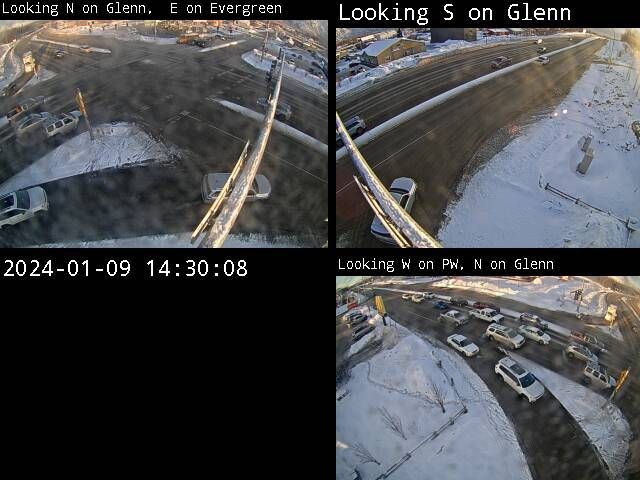 Looking N on Glenn,  E on Evergreen
Looking S on Glenn
2024-01-09 14:30:08
Looking W on PW, N on Glenn